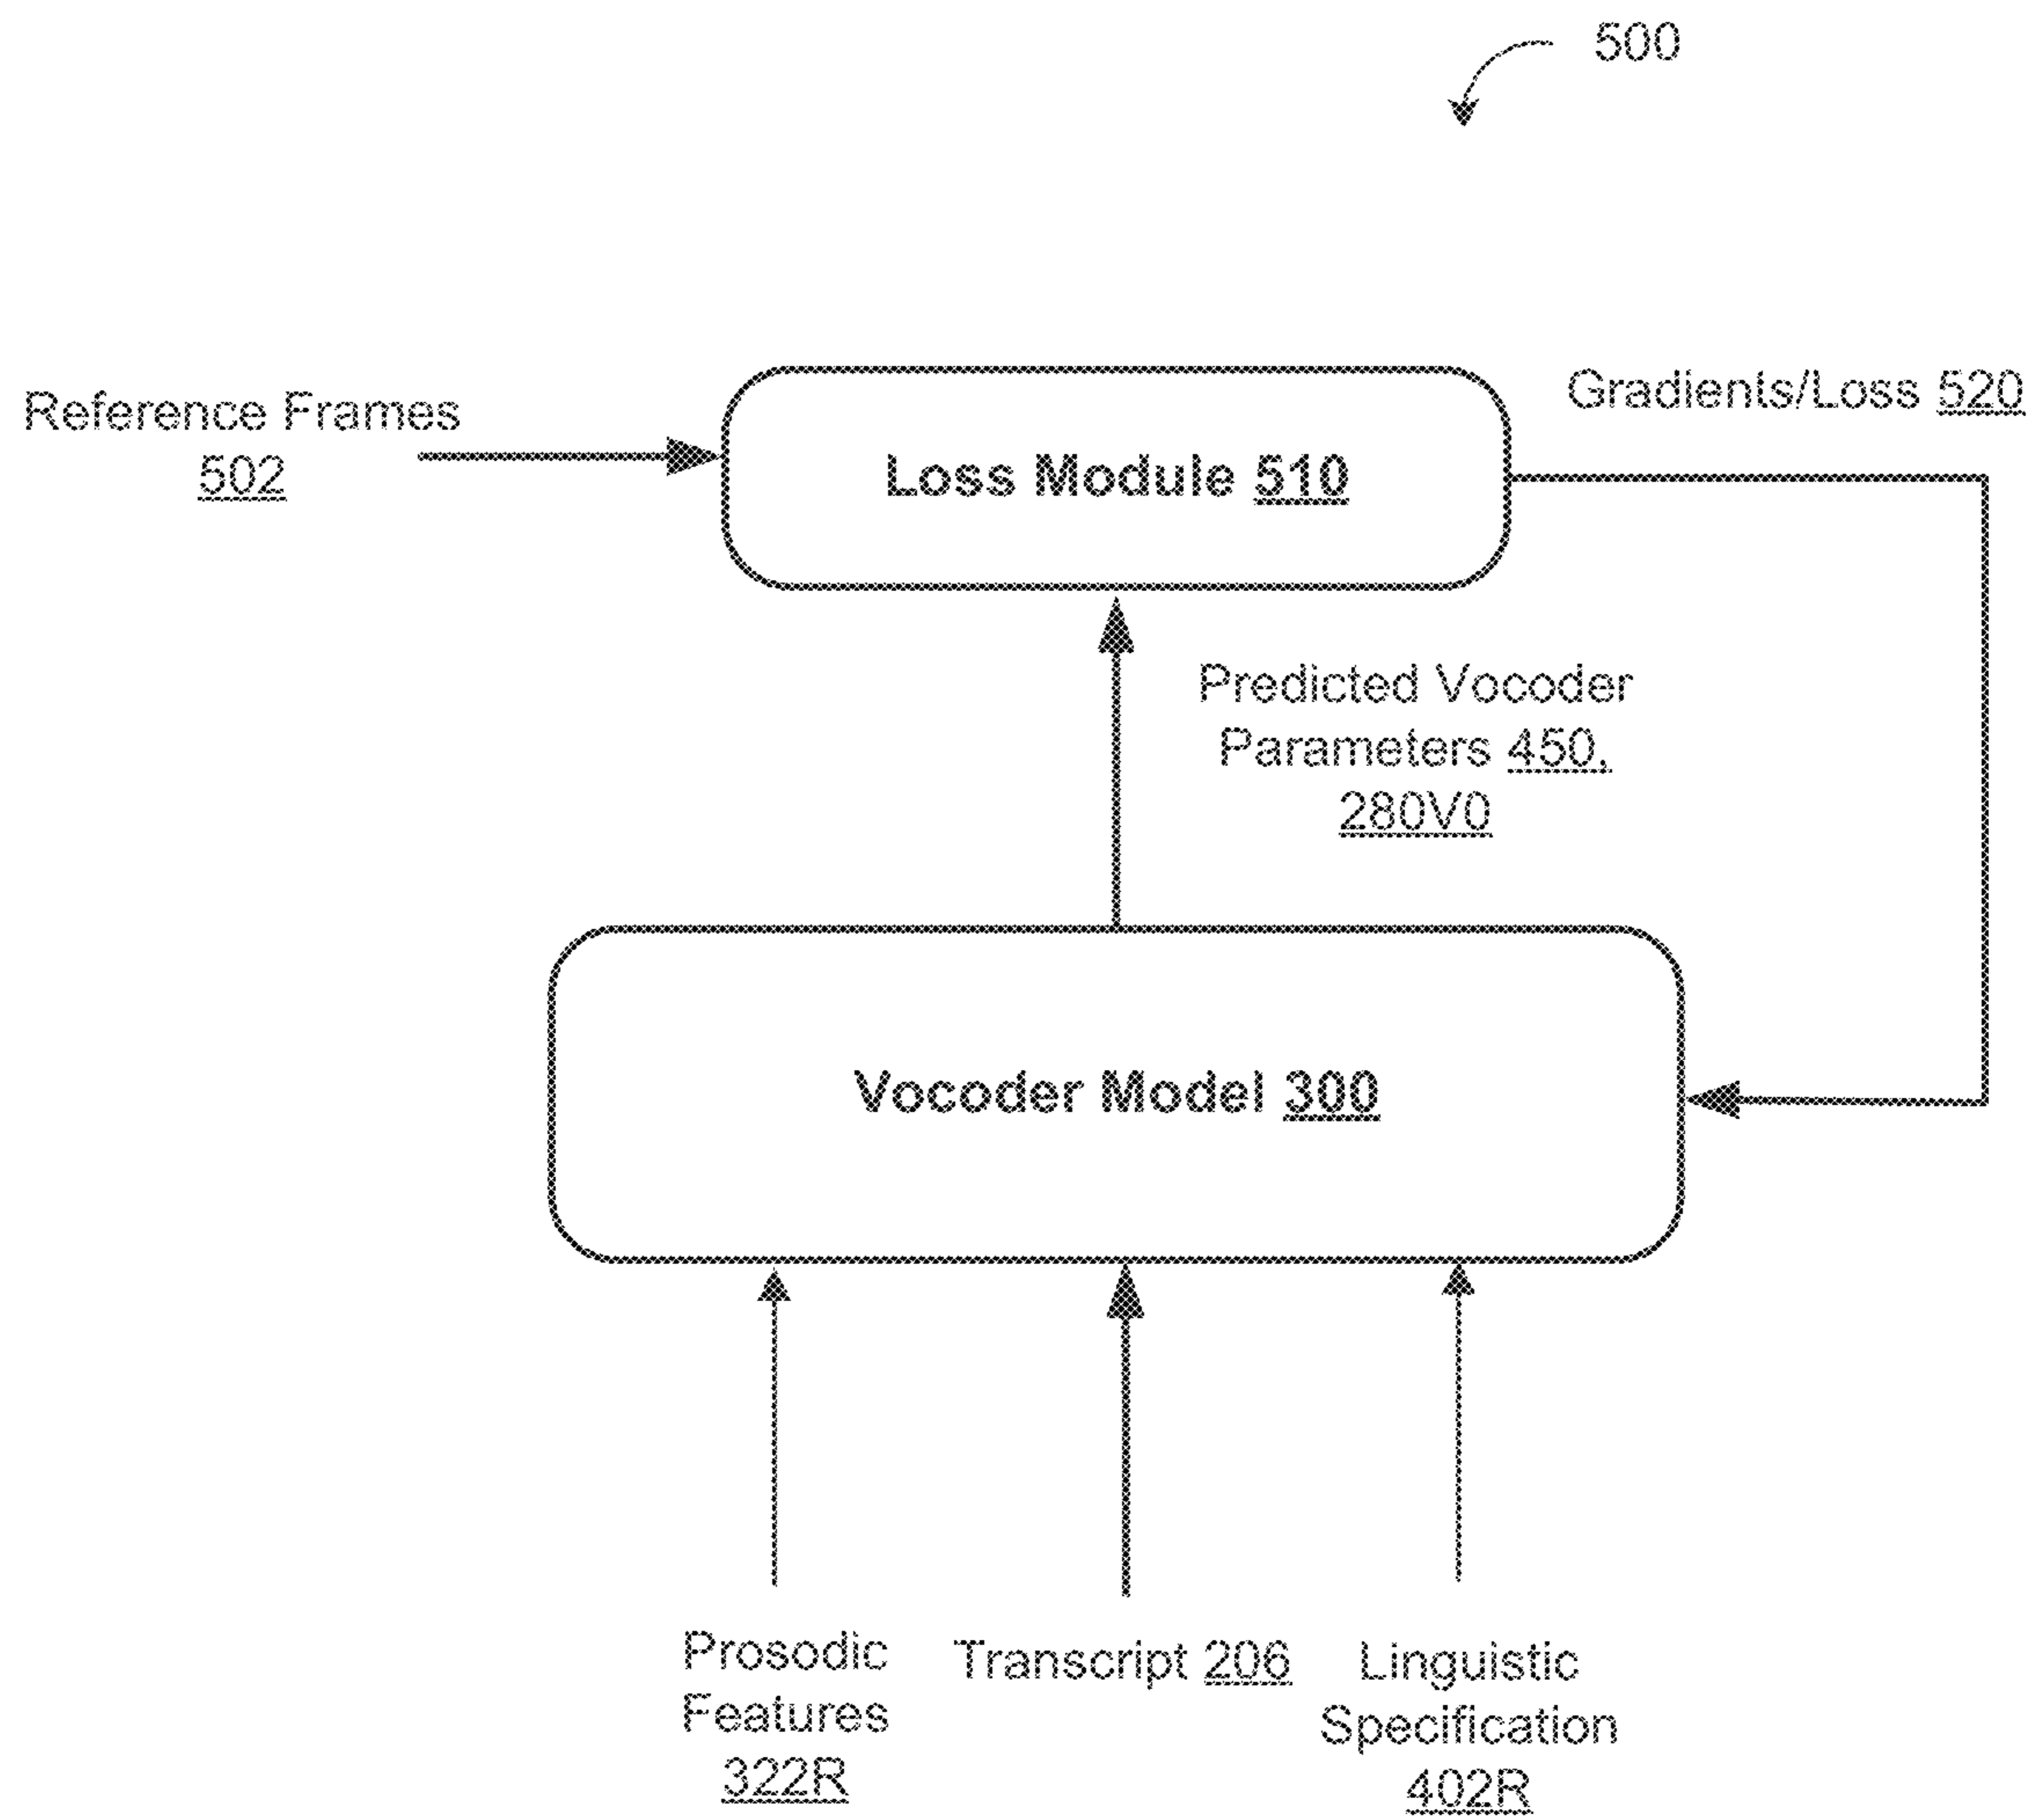 500
Reference Frames
502
Loss Module 510
Gradients/Loss 520
Predicted Vocoder
Parameters 450,
280V0
Vocoder Model 300
Prosodic
Features
322R
Transcript 206
Linguistic
Specification
402R